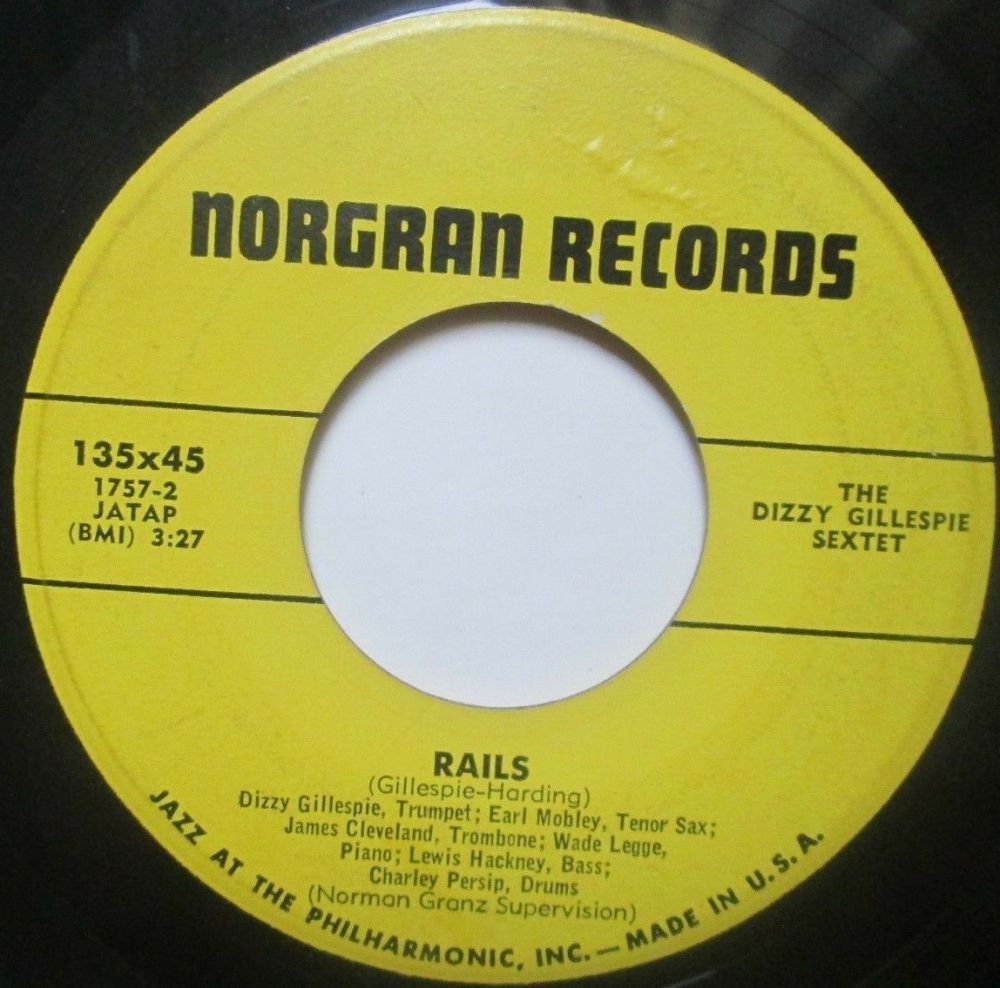 NORGRAN RECORDS
135x45
1757-2
JATAP
(BMI) 3:27
THE
DIZZY GILLESPIE
SEXTET
RAILS
(Gillespie-Harding)
Dizzy Gillespie, Trumpet; Earl Mobley, Tenor Sax;
James Cleveland, Trombone; Wade Legge,
Piano; Lewis Hackney, Bass;
Charley Persip, Drums
(Norman Granz Supervision)
JAZZ AT THE PHILHARMONIC, INC. — MADE IN U.S.A.